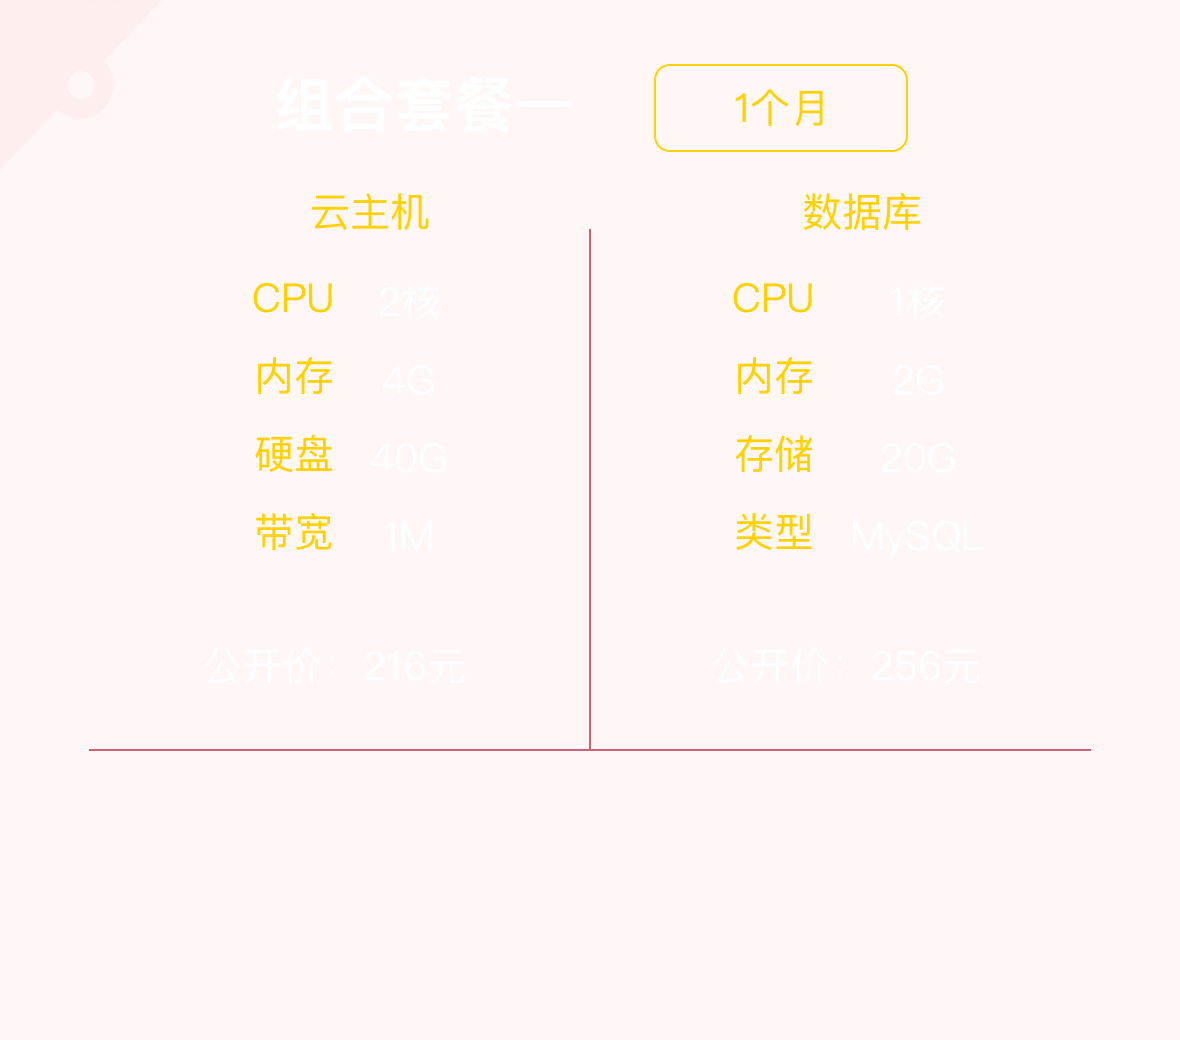 组合套餐一 1个月
云主机 数据库
CPU 2核 CPU 1核
内存 4G 内存 2G
硬盘 40G 存储 20G
带宽 1M 类型 MySQL
公开价：216元 公开价：256元